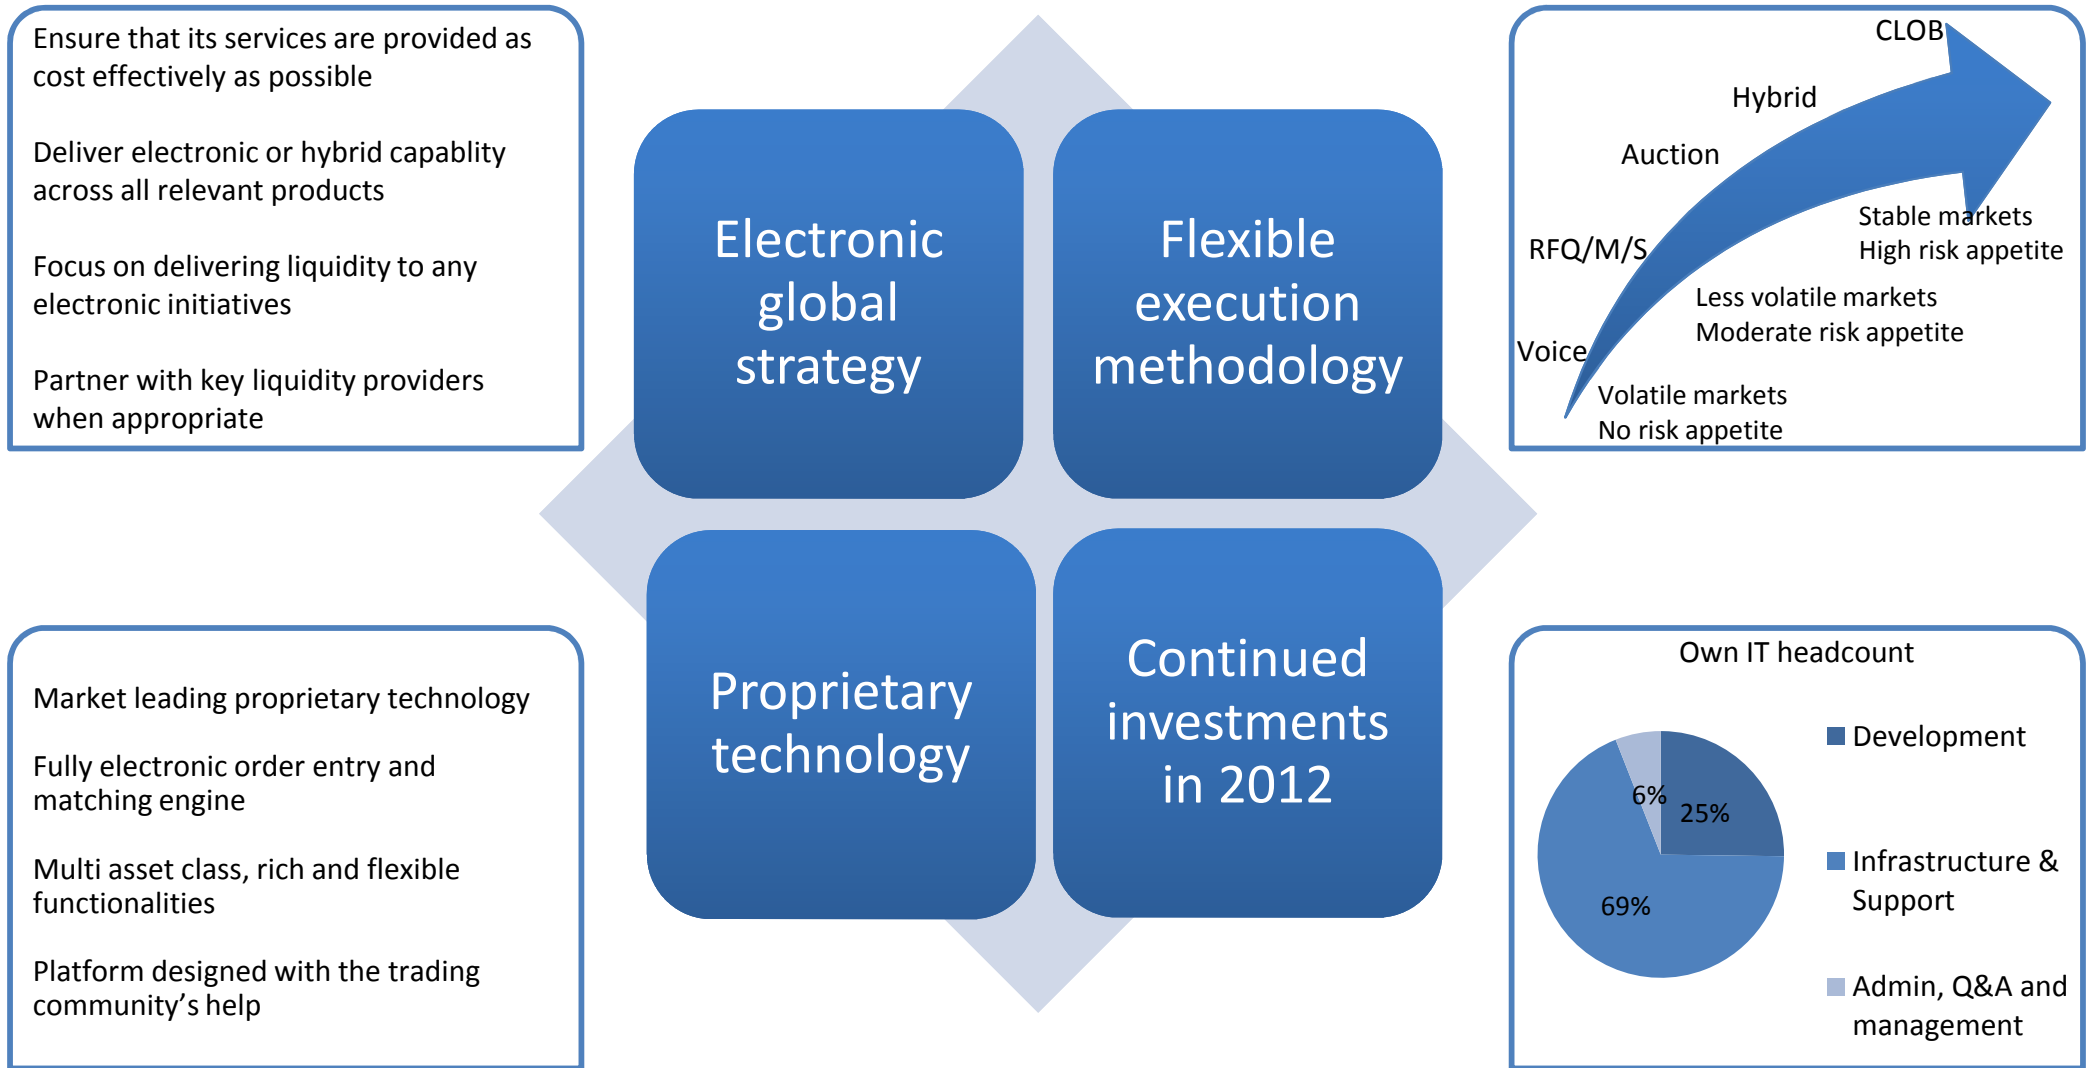 Ensure that its services are provided as
cost effectively as possible
Deliver electronic or hybrid capablity
across all relevant products
Focus on delivering liquidity to any
electronic initiatives
Partner with key liquidity providers
when appropriate
Electronic
global
strategy
Flexible
execution
methodology
CLOB
Hybrid
Auction
RFQ/M/S
Voice
Stable markets
High risk appetite
Less volatile markets
Moderate risk appetite
Volatile markets
No risk appetite
Market leading proprietary technology
Fully electronic order entry and
matching engine
Multi asset class, rich and flexible
functionalities
Platform designed with the trading
community’s help
Proprietary
technology
Continued
investments
in 2012
Own IT headcount
6%
25%
69%
Development
Infrastructure &
Support
Admin, Q&A and
management